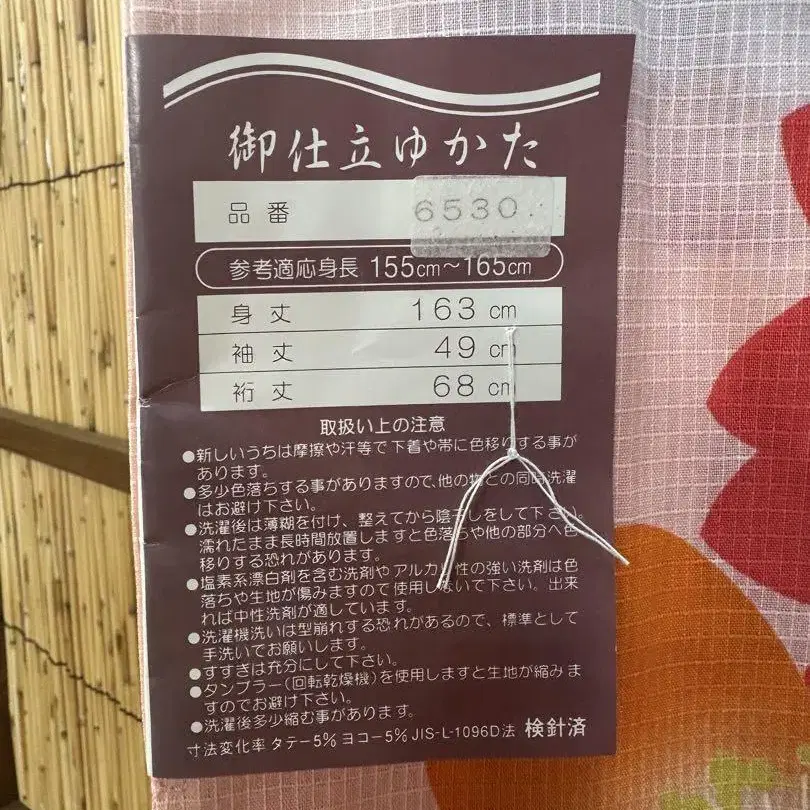 御仕立ゆかた
品番 6530
参考適応身長 155cm～165cm
身丈 163 cm
袖丈 49 cm
裄丈 68 cm
取扱い上の注意
●新しいうちは摩擦や汗等で下着や帯に色移りする事が
あります。
●多少色落ちする事がありますので、他の物との同時洗濯
はお避け下さい。
●洗濯後は薄糊を付け、整えてから陰干しをして下さい。
濡れたまま長時間放置しますと色落ちや他の部分へ色
移りする恐れがあります。
●塩素系漂白剤を含む洗剤やアルカリ性の強い洗剤は色
落ちや生地が傷みますので使用しないで下さい。出来
れば中性洗剤が適しています。
●洗濯機洗いは型崩れする恐れがあるので、標準として
手洗いでお願いします。
●すすぎは充分にして下さい。
●タンブラー(回転乾燥機)を使用しますと生地が縮みま
すのでお避け下さい。
●洗濯後多少縮む事があります。
寸法変化率 タテー5% ヨコー5% JIS-L-1096D法 検針済